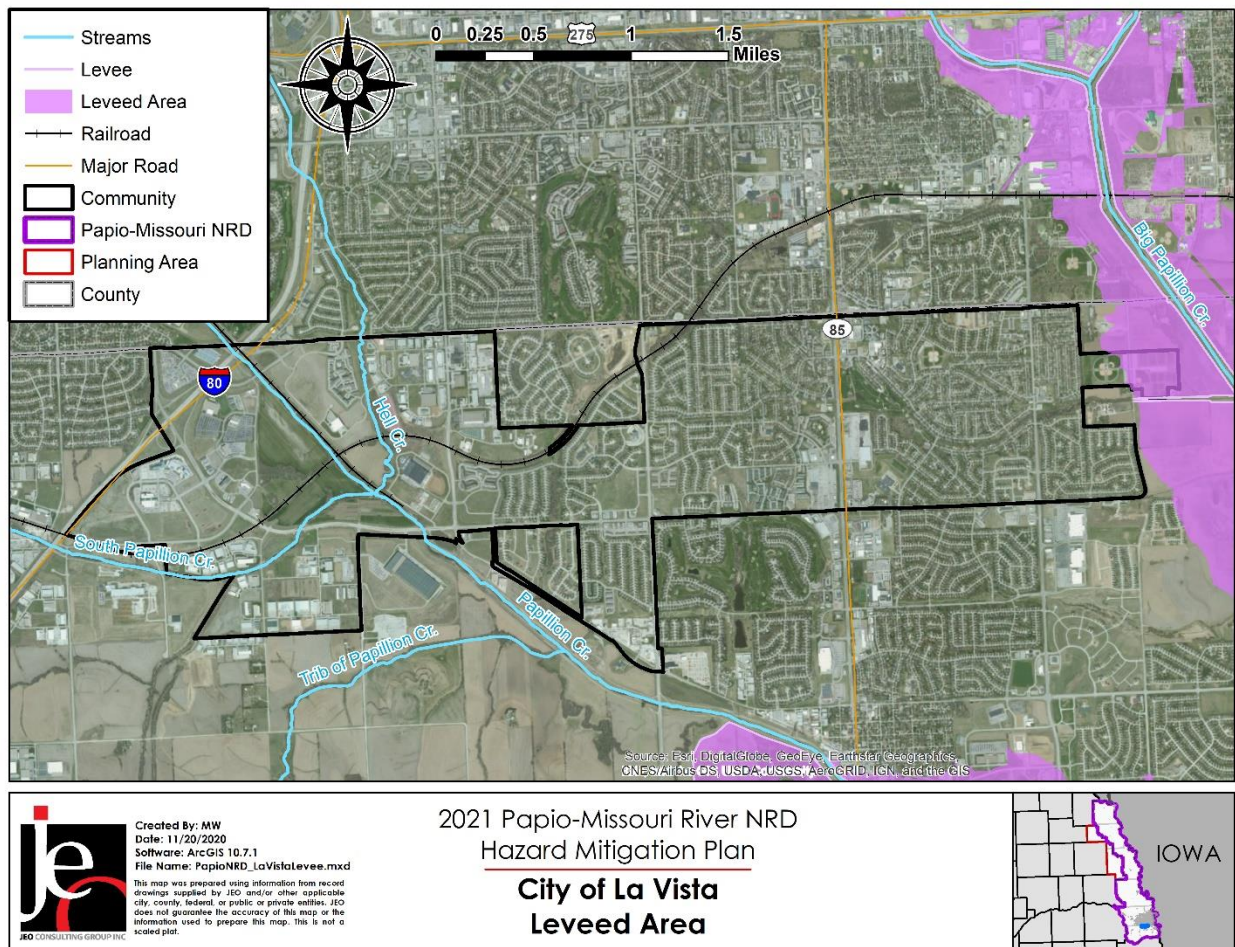 Streams
Levee
Leveed Area
Railroad
Major Road
Community
Papio-Missouri NRD
Planning Area
County
0 0.25 0.5 1 1.5
Miles
275
85
80
Big Papillion Cr.
Hell Cr.
South Papillion Cr.
Papillion Cr.
Trib of Papillion Cr.
Source: Esri, DigitalGlobe, GeoEye, Earthstar Geographics,
CNES/Airbus DS, USDA, USGS, AeroGRID, IGN, and the GIS
je
JEO CONSULTING GROUP INC
Created By: MW
Date: 11/20/2020
Software: ArcGIS 10.7.1
File Name: PapioNRD_LaVistaLevee.mxd
This map was prepared using information from record
drawings supplied by JEO and/or other applicable
city, county, federal, or public or private entities. JEO
does not guarantee the accuracy of this map or the
information used to prepare this map. This is not a
scaled plat.
2021 Papio-Missouri River NRD
Hazard Mitigation Plan
City of La Vista
Leveed Area
IOWA